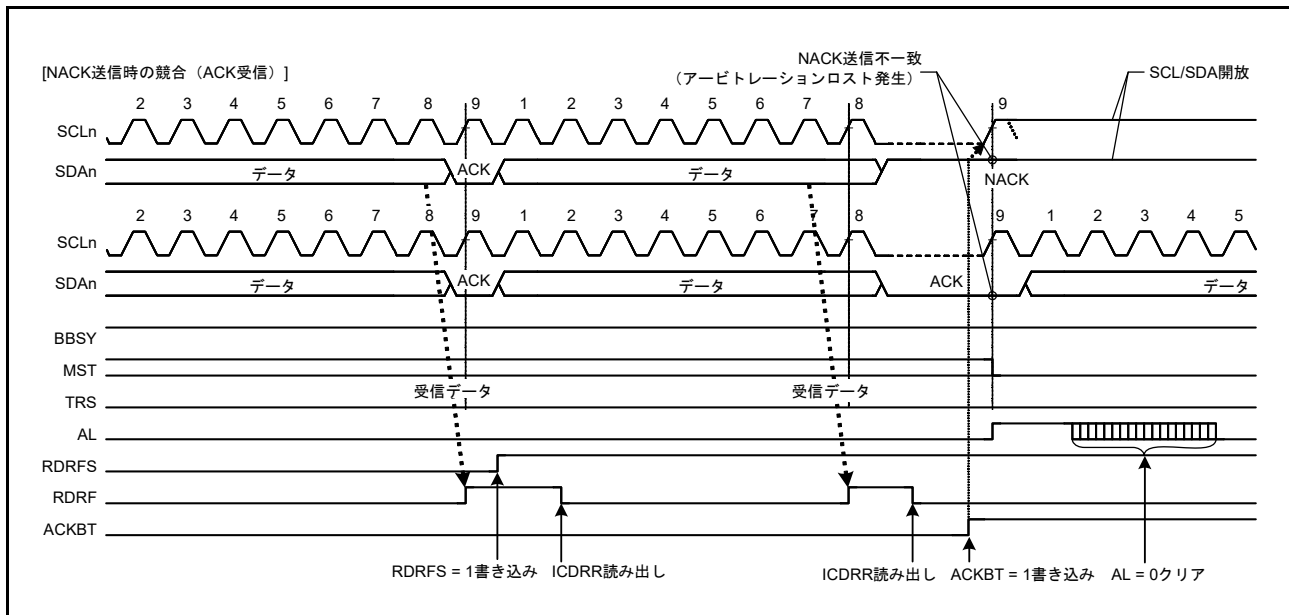 [NACK送信時の競合（ACK受信）]
NACK送信不一致
（アービトレーションロスト発生）
SCL/SDA開放
2 3 4 5 6 7 8 9 1 2 3 4 5 6 7 8 9
SCLn
SDAn データ ACK データ NACK
2 3 4 5 6 7 8 9 1 2 3 4 5 6 7 8 9 1 2 3 4 5
SCLn
SDAn データ ACK データ ACK データ
BBSY
MST
受信データ 受信データ
TRS
AL
RDRFS
RDRF
ACKBT
RDRFS = 1書き込み ICDRR読み出し ICDRR読み出し ACKBT = 1書き込み AL = 0クリア